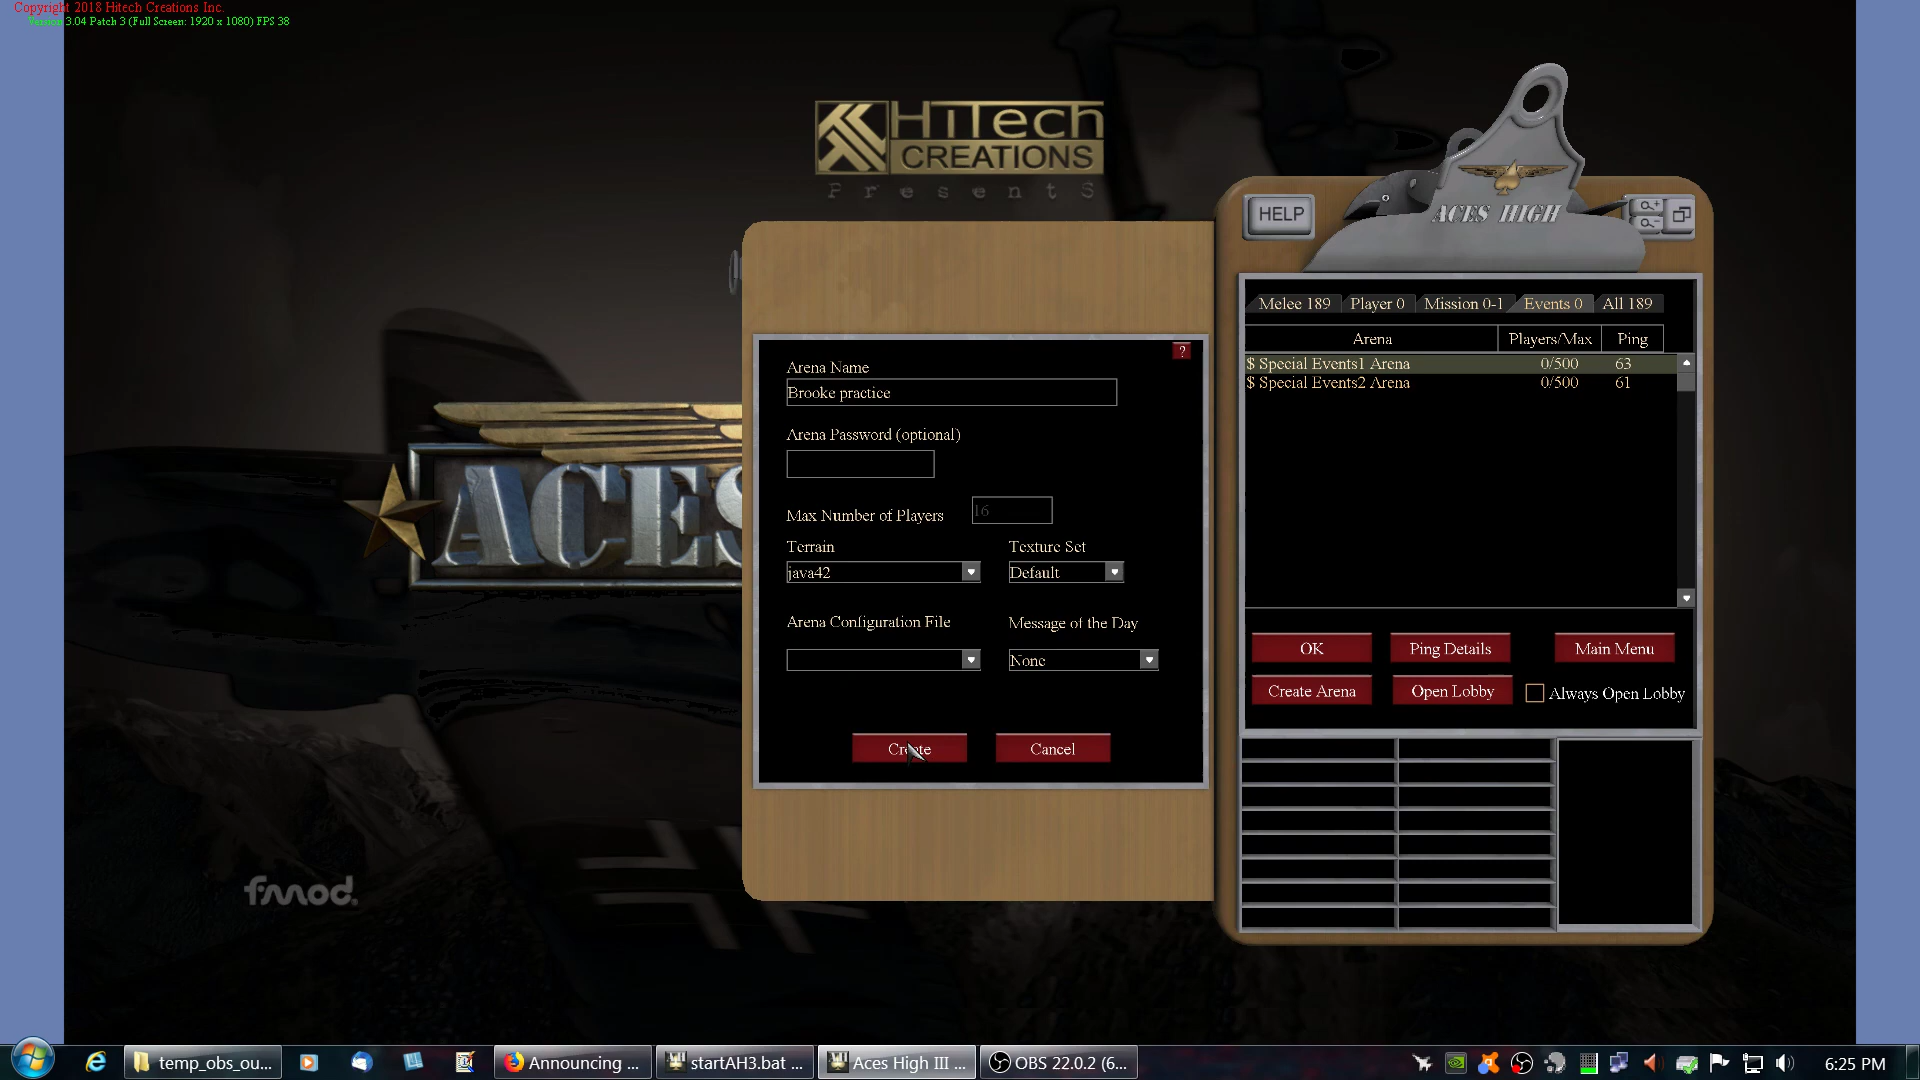 Copyright 2018 Hitech Creations Inc.
Version 3.04 Patch 3 (Full Screen: 1920 x 1080) FPS 38
HiTech
CREATIONS
Presents
ACES
fmod.
?
Arena Name
Brooke practice
Arena Password (optional)
Max Number of Players
16
Terrain
Texture Set
java42
Default
Arena Configuration File
Message of the Day
None
Create
Cancel
HELP
ACES HIGH
Melee 189
Player 0
Mission 0-1
Events 0
All 189
Arena
Players/Max
Ping
$ Special Events1 Arena 0/500 63
$ Special Events2 Arena 0/500 61
OK
Ping Details
Main Menu
Create Arena
Open Lobby
Always Open Lobby
temp_obs_ou...
Announcing ...
startAH3.bat ...
Aces High III ...
OBS 22.0.2 (6...
6:25 PM